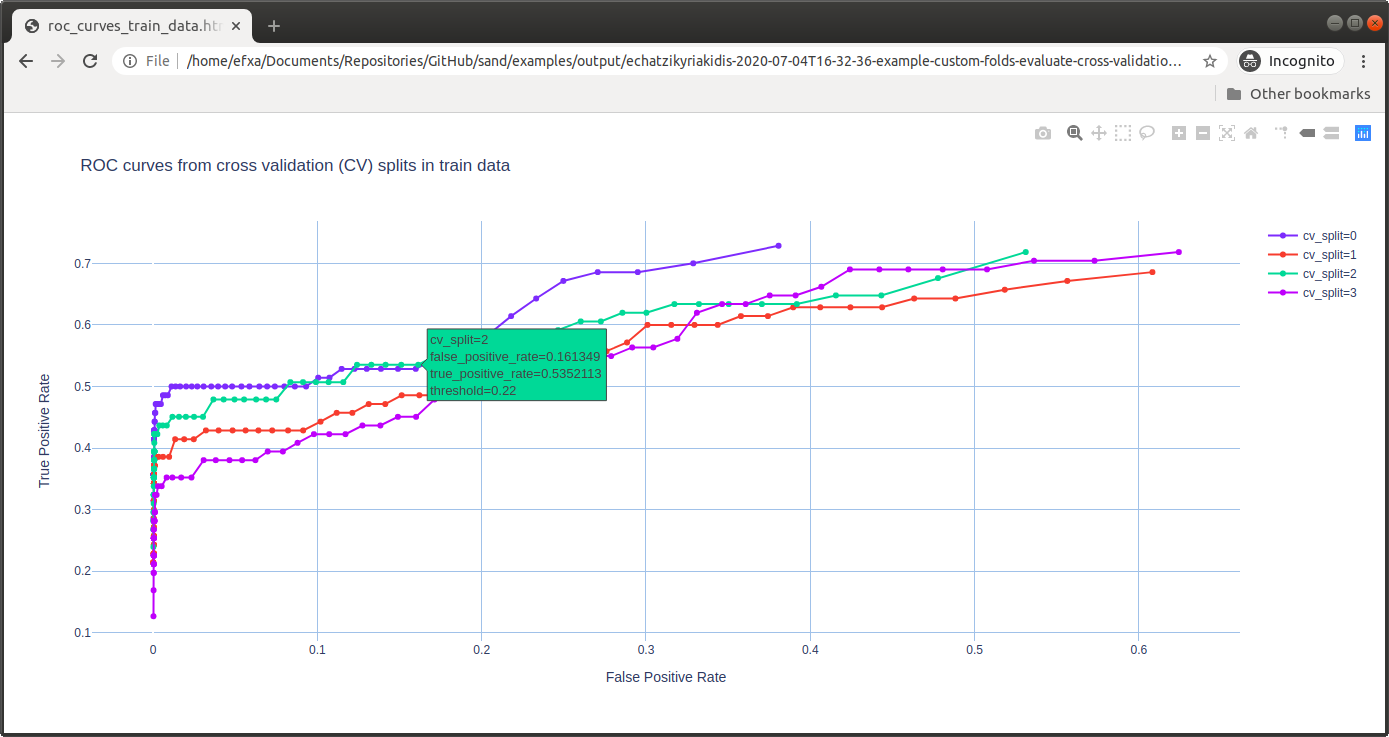 roc_curves_train_data.htm
Incognito
File
/home/efxa/Documents/Repositories/GitHub/sand/examples/output/echatzikyriakidis-2020-07-04T16-32-36-example-custom-folds-evaluate-cross-validatio…
Other bookmarks
ROC curves from cross validation (CV) splits in train data
cv_split=0
cv_split=1
cv_split=2
cv_split=3
0.7
0.6
0.5
0.4
0.3
0.2
0.1
True Positive Rate
cv_split=2
false_positive_rate=0.161349
true_positive_rate=0.5352113
threshold=0.22
0
0.1
0.2
0.3
0.4
0.5
0.6
False Positive Rate